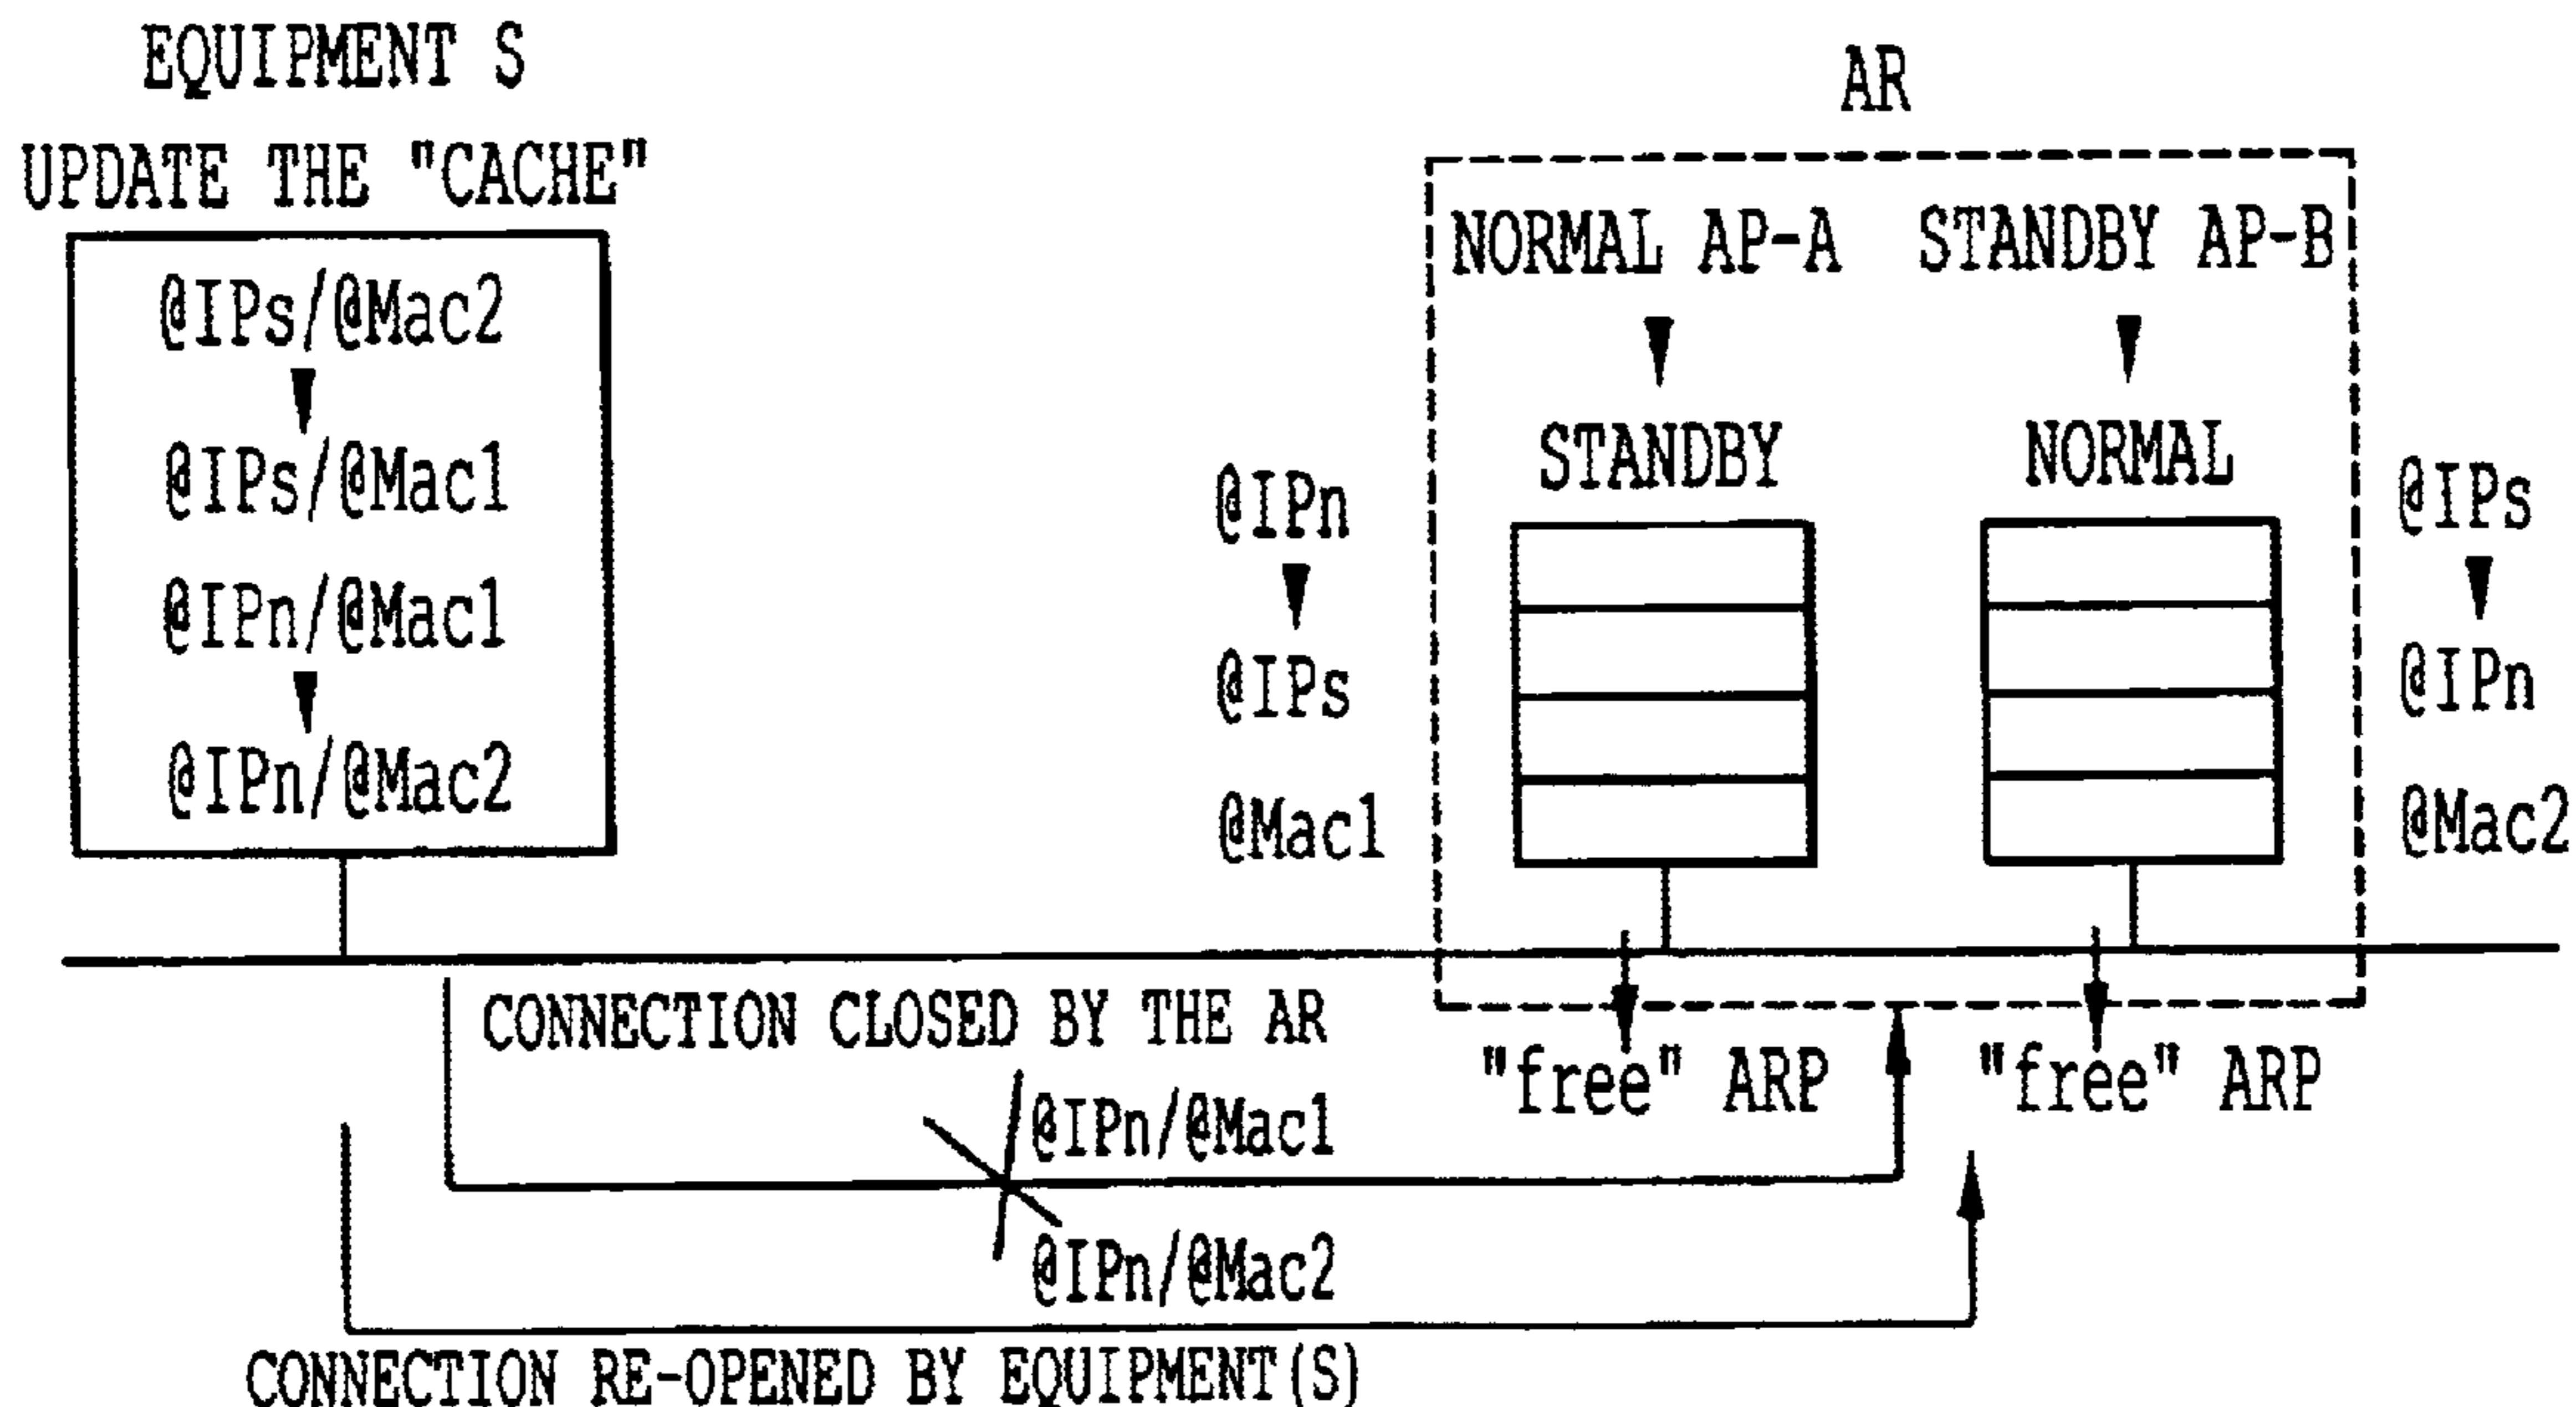 EQUIPMENT S
UPDATE THE "CACHE"
@IPs/@Mac2
@IPs/@Mac1
@IPn/@Mac1
@IPn/@Mac2
AR
NORMAL AP-A
STANDBY AP-B
STANDBY
NORMAL
@IPn
@IPs
@Mac1
@IPs
@IPn
@Mac2
CONNECTION CLOSED BY THE AR
"free" ARP
"free" ARP
@IPn/@Mac1
@IPn/@Mac2
CONNECTION RE-OPENED BY EQUIPMENT(S)